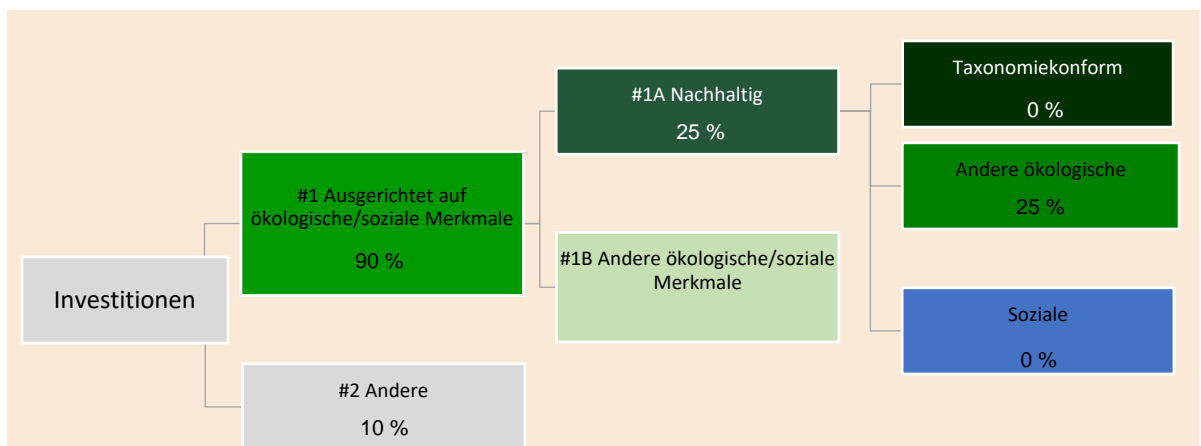 Investitionen
#1 Ausgerichtet auf
ökologische/soziale Merkmale
90 %
#2 Andere
10 %
#1A Nachhaltig
25 %
#1B Andere ökologische/soziale
Merkmale
Taxonomiekonform
0 %
Andere ökologische
25 %
Soziale
0 %